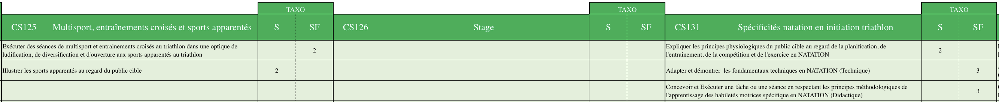 TAXO TAXO TAXO
CS125 Multisport, entraînements croisés et sports apparentés S SF CS126 Stage S SF CS131 Spécificités natation en initiation triathlon S SF
Exécuter des séances de multisport et entrainements croisés au triathlon dans une optique de
ludification, de diversification et d'ouverture aux sports apparentés au triathlon
2
Expliquer les principes physiologiques du public cible au regard de la planification, de
l'entrainement, de la compétition et de l'exercice en NATATION
2
Illustrer les sports apparentés au regard du public cible 2 Adapter et démontrer les fondamentaux techniques en NATATION (Technique) 3
Concevoir et Exécuter une tâche ou une séance en respectant les principes méthodologiques de
l'apprentissage des habiletés motrices spécifique en NATATION (Didactique)
3